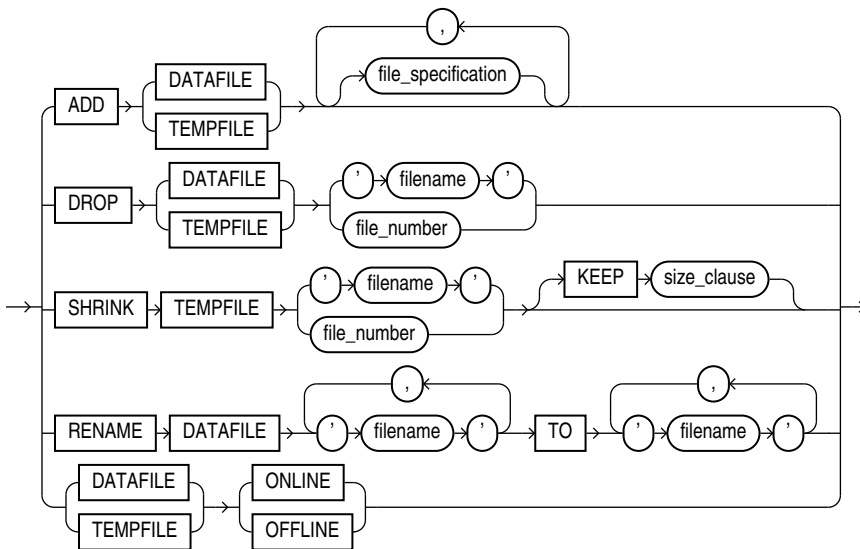 ,
DATAFILE file_specification
ADD
TEMPFILE
DATAFILE ' filename '
DROP
TEMPFILE file_number
KEEP size_clause
' filename '
SHRINK TEMPFILE
file_number
, ,
RENAME DATAFILE ' filename ' TO ' filename '
DATAFILE ONLINE
TEMPFILE OFFLINE